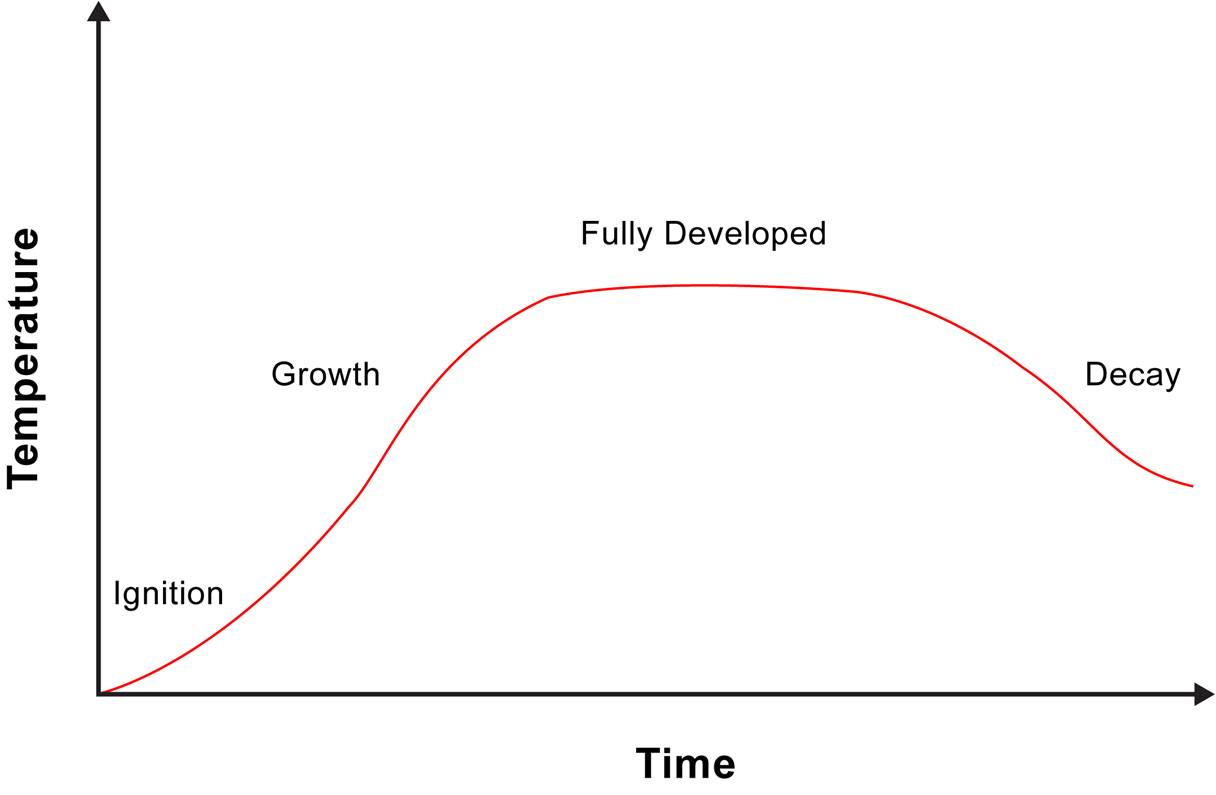 Fully Developed
Growth
Decay
Ignition
Temperature
Time